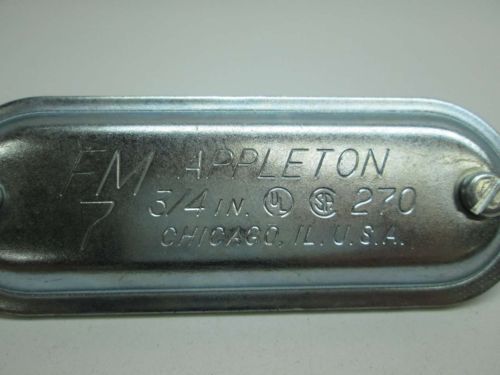 FM APPLETON
7 3/4 IN. UL SA 270
CHICAGO, IL. U.S.A.